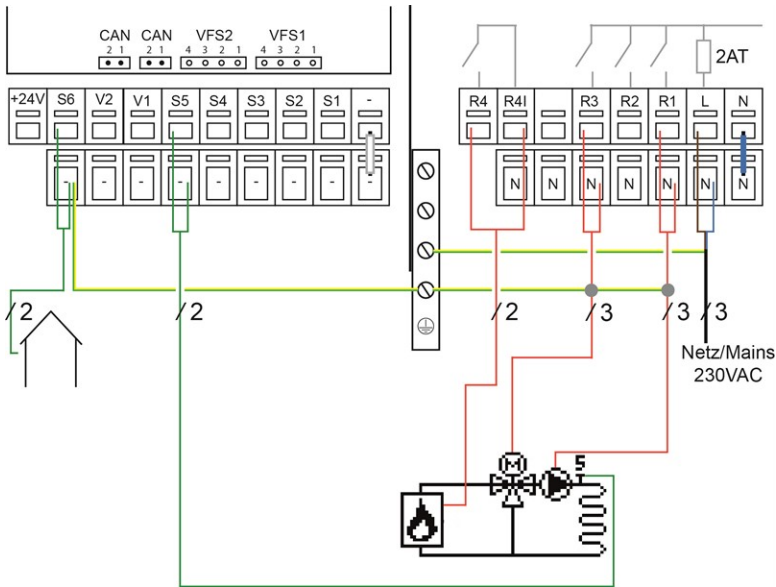 CAN CAN VFS2 VFS1
2 1 2 1 4 3 2 1 4 3 2 1
2AT
+24V S6 V2 V1 S5 S4 S3 S2 S1 -
R4 R4I R3 R2 R1 L N
- - - - - - - - -
N N N N N N N
/2 /2 /2 /3 /3 /3
Netz/Mains
230VAC
M
S